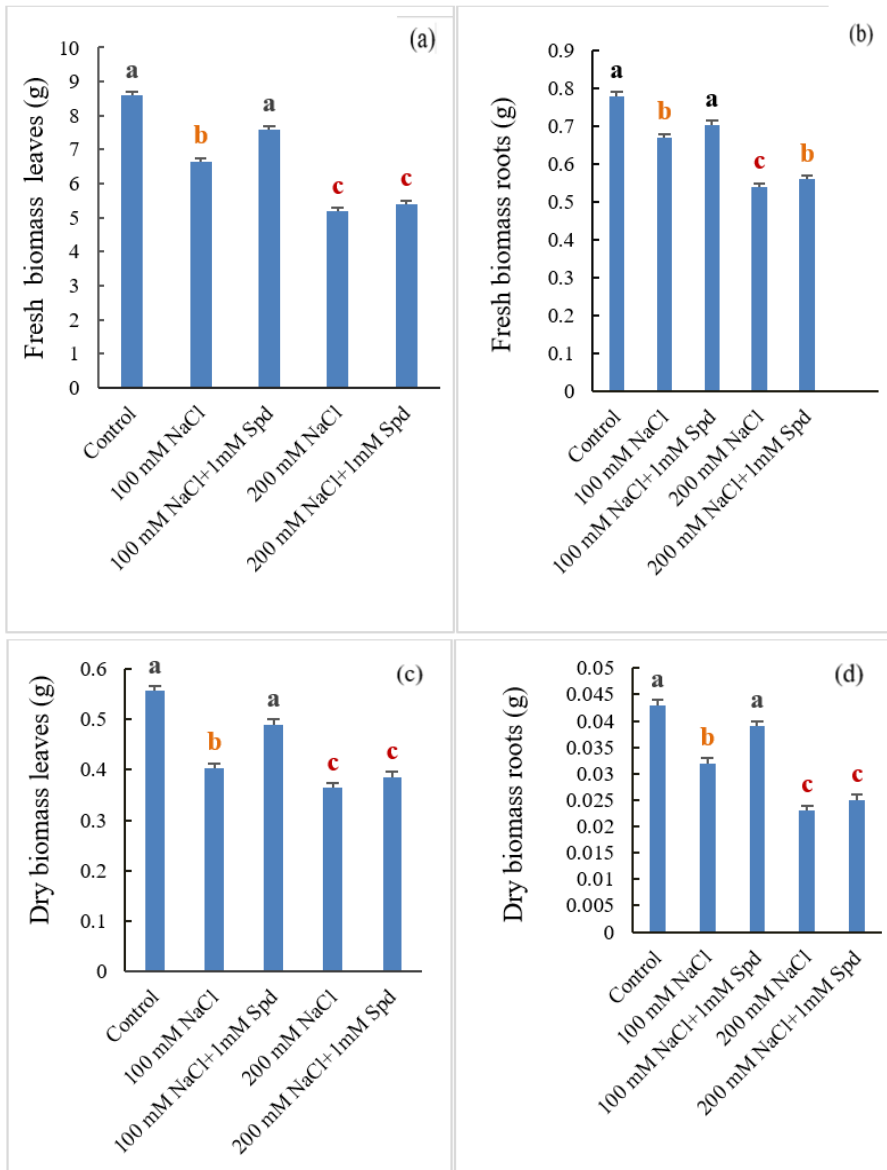 (a)
Fresh biomass leaves (g)
10
9
8
7
6
5
4
3
2
1
0
a
b
a
c
c
Control
100 mM NaCl
100 mM NaCl+1mM Spd
200 mM NaCl
200 mM NaCl+1mM Spd
(b)
Fresh biomass roots (g)
0.9
0.8
0.7
0.6
0.5
0.4
0.3
0.2
0.1
0
a
b
a
c
b
Control
100 mM NaCl
100 mM NaCl+1mM Spd
200 mM NaCl
200 mM NaCl+1mM Spd
(c)
Dry biomass leaves (g)
0.6
0.5
0.4
0.3
0.2
0.1
0
a
b
a
c
c
Control
100 mM NaCl
100 mM NaCl+1mM Spd
200 mM NaCl
200 mM NaCl+1mM Spd
(d)
Dry biomass roots (g)
0.05
0.045
0.04
0.035
0.03
0.025
0.02
0.015
0.01
0.005
0
a
b
a
c
c
Control
100 mM NaCl
100 mM NaCl+1mM Spd
200 mM NaCl
200 mM NaCl+1mM Spd